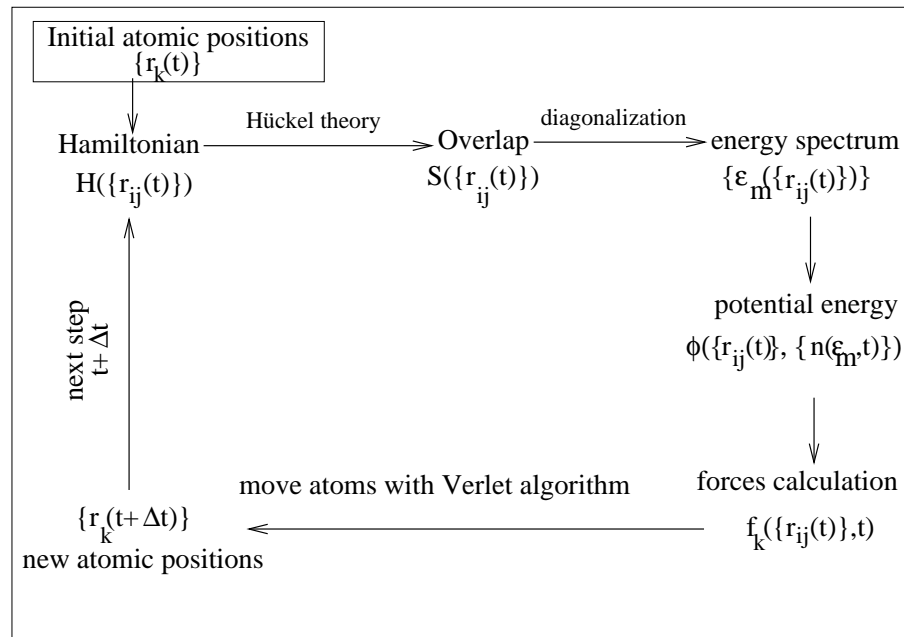 Initial atomic positions
{r_k(t)}
Hamiltonian
H({r_ij(t)})
Hückel theory
Overlap
S({r_ij(t)})
diagonalization
energy spectrum
{ε_m({r_ij(t)})}
potential energy
ϕ({r_ij(t)}, {n(ε_m,t)})
forces calculation
f_k({r_ij(t)},t)
move atoms with Verlet algorithm
{r_k(t+Δt)}
new atomic positions
next step
t+Δt